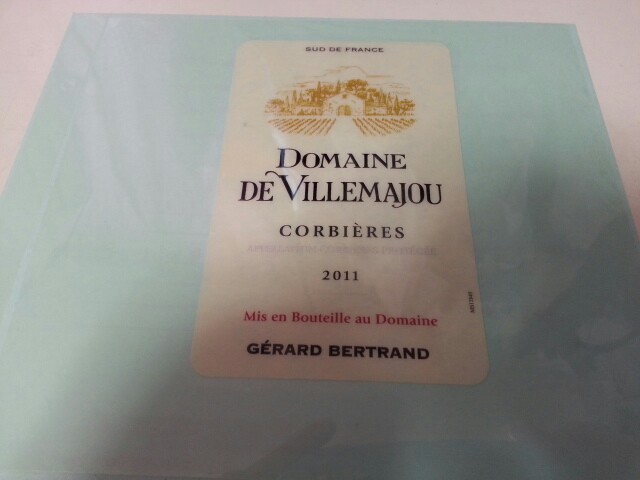 SUD DE FRANCE
DOMAINE
DE VILLEMAJOU
CORBIÈRES
2011
Mis en Bouteille au Domaine
GÉRARD BERTRAND